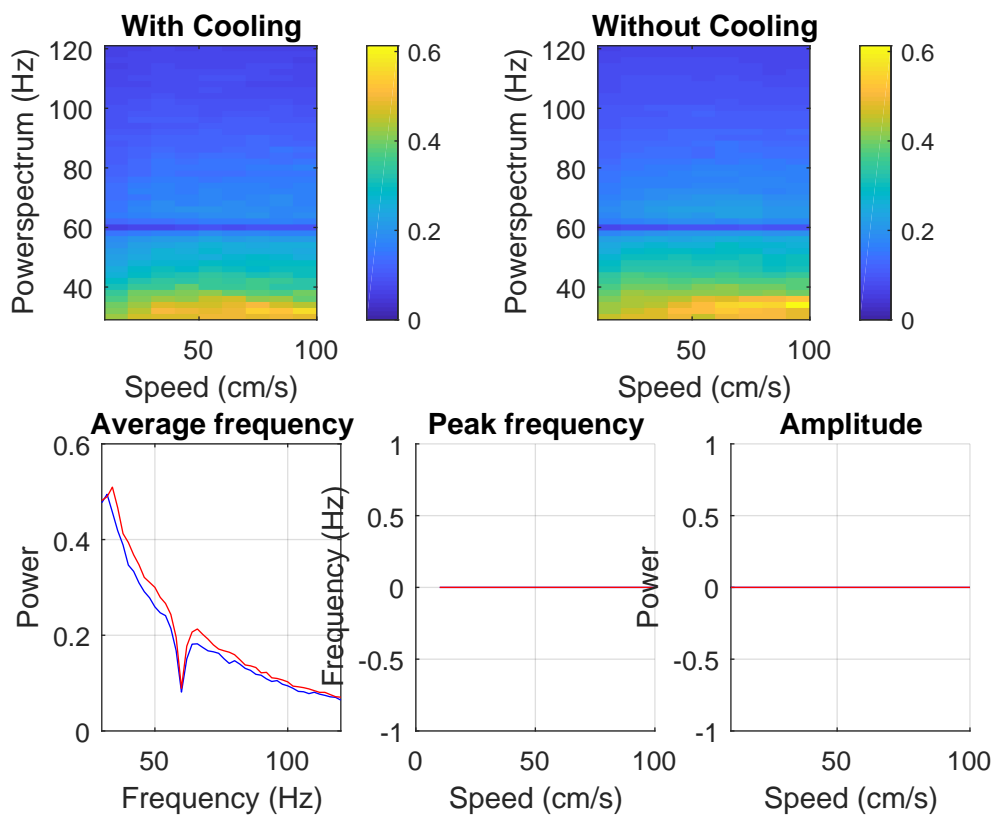 With Cooling
Powerspectrum (Hz)
120
100
80
60
40
50
100
Speed (cm/s)
0.6
0.4
0.2
0
Without Cooling
Powerspectrum (Hz)
120
100
80
60
40
50
100
Speed (cm/s)
0.6
0.4
0.2
0
Average frequency
Power
0.6
0.4
0.2
0
50
100
Frequency (Hz)
Peak frequency
Frequency (Hz)
1
0.5
0
-0.5
-1
0
50
100
Speed (cm/s)
Amplitude
Power
1
0.5
0
-0.5
-1
50
100
Speed (cm/s)